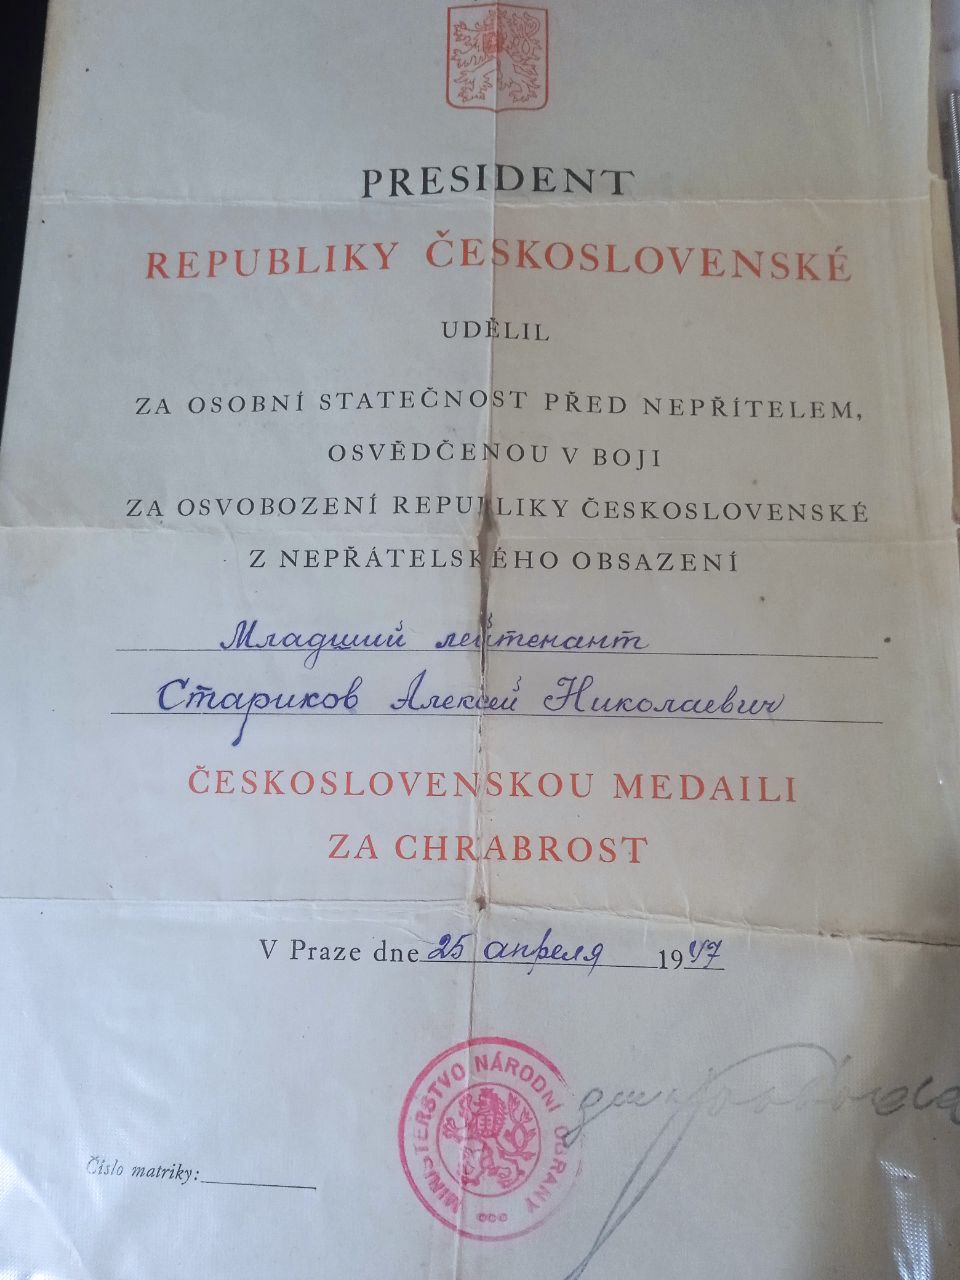 PRESIDENT
REPUBLIKY ČESKOSLOVENSKÉ
UDĚLIL
ZA OSOBNÍ STATEČNOST PŘED NEPŘÍTELEM,
OSVĚDČENOU V BOJI
ZA OSVOBOZENÍ REPUBLIKY ČESKOSLOVENSKÉ
Z NEPŘÁTELSKÉHO OBSAZENÍ
Младший лейтенант
Стариков Алексей Николаевич
ČESKOSLOVENSKOU MEDAILI
ZA CHRABROST
V Praze dne 25 апреля 1947
MINISTERSTVO NÁRODNÍ OBRANY
Číslo matriky: